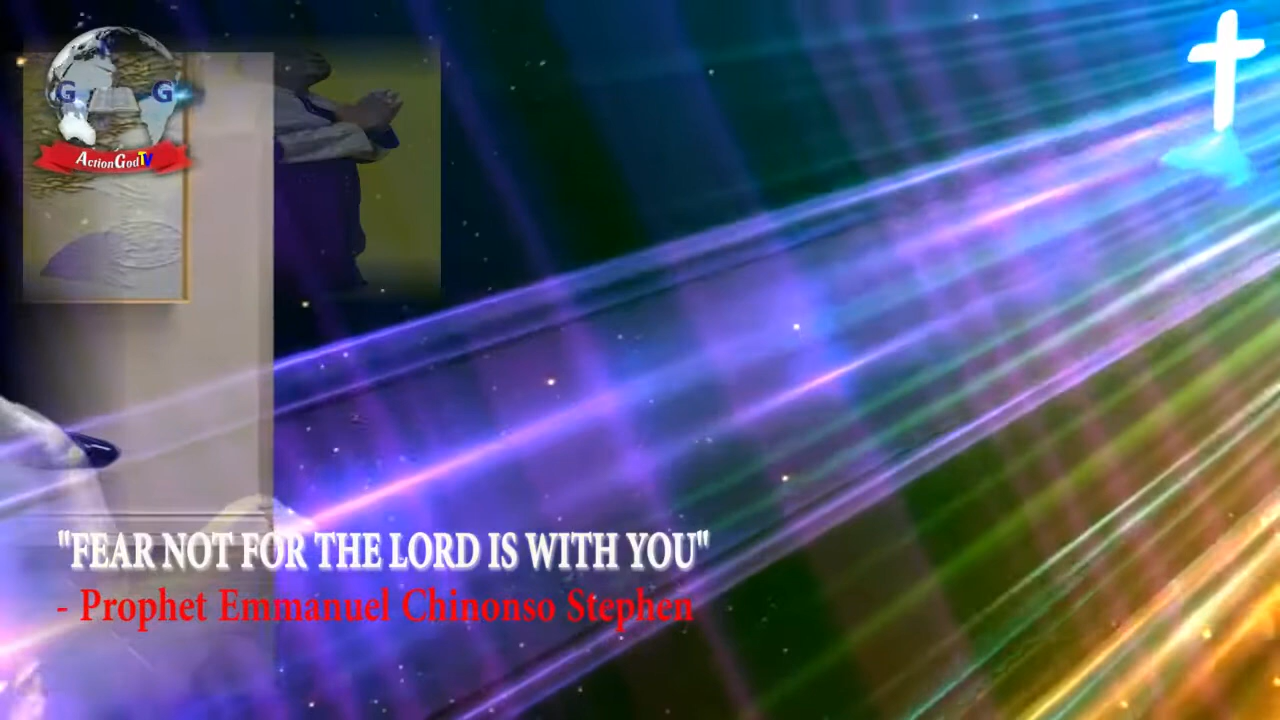 G G
ActionGodTV
"FEAR NOT FOR THE LORD IS WITH YOU"
- Prophet Emmanuel Chinonso Stephen